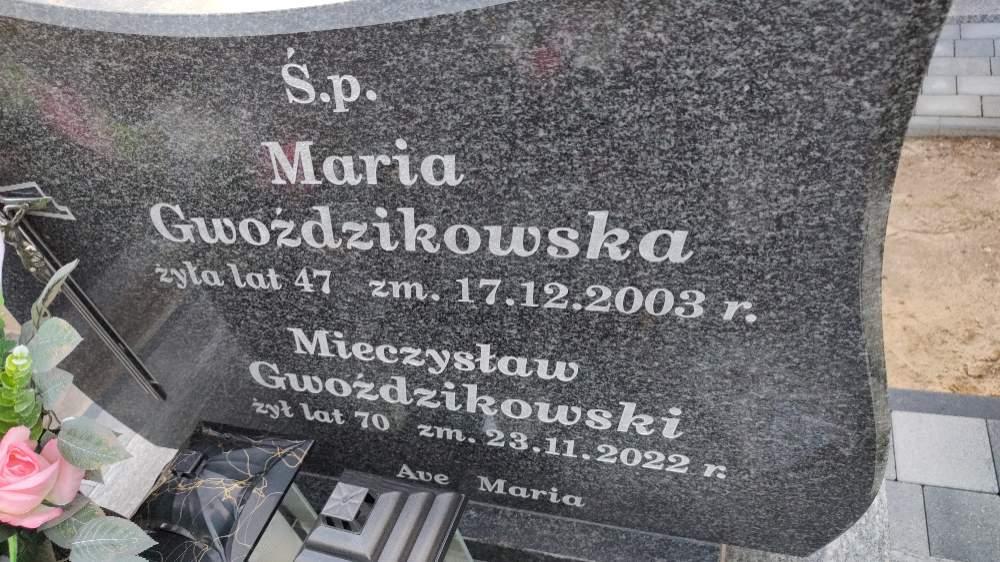 Ś.p.
Maria
Gwoździkowska
żyła lat 47 zm. 17.12.2003 r.
Mieczysław
Gwoździkowski
żył lat 70 zm. 23.11.2022 r.
Ave Maria